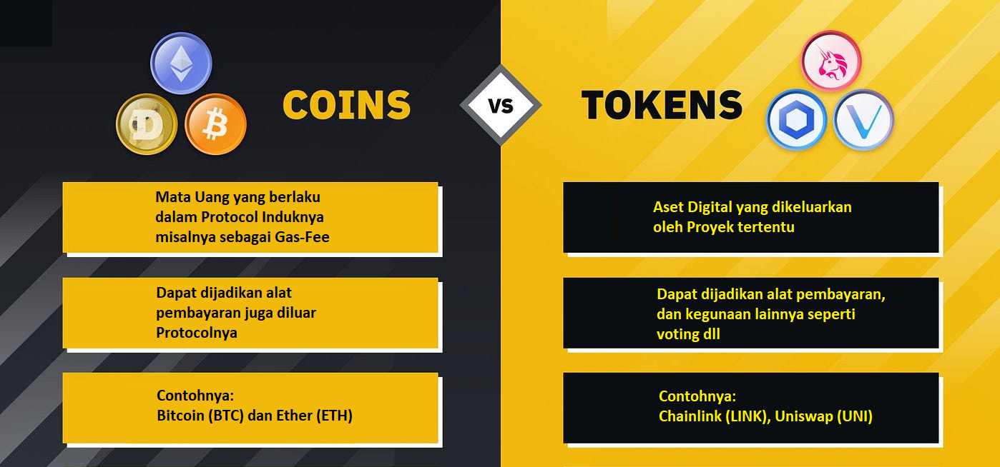 COINS
VS
TOKENS
Mata Uang yang berlaku
dalam Protocol Induknya
misalnya sebagai Gas-Fee
Dapat dijadikan alat
pembayaran juga diluar
Protocolnya
Contohnya:
Bitcoin (BTC) dan Ether (ETH)
Aset Digital yang dikeluarkan
oleh Proyek tertentu
Dapat dijadikan alat pembayaran,
dan kegunaan lainnya seperti
voting dll
Contohnya:
Chainlink (LINK), Uniswap (UNI)